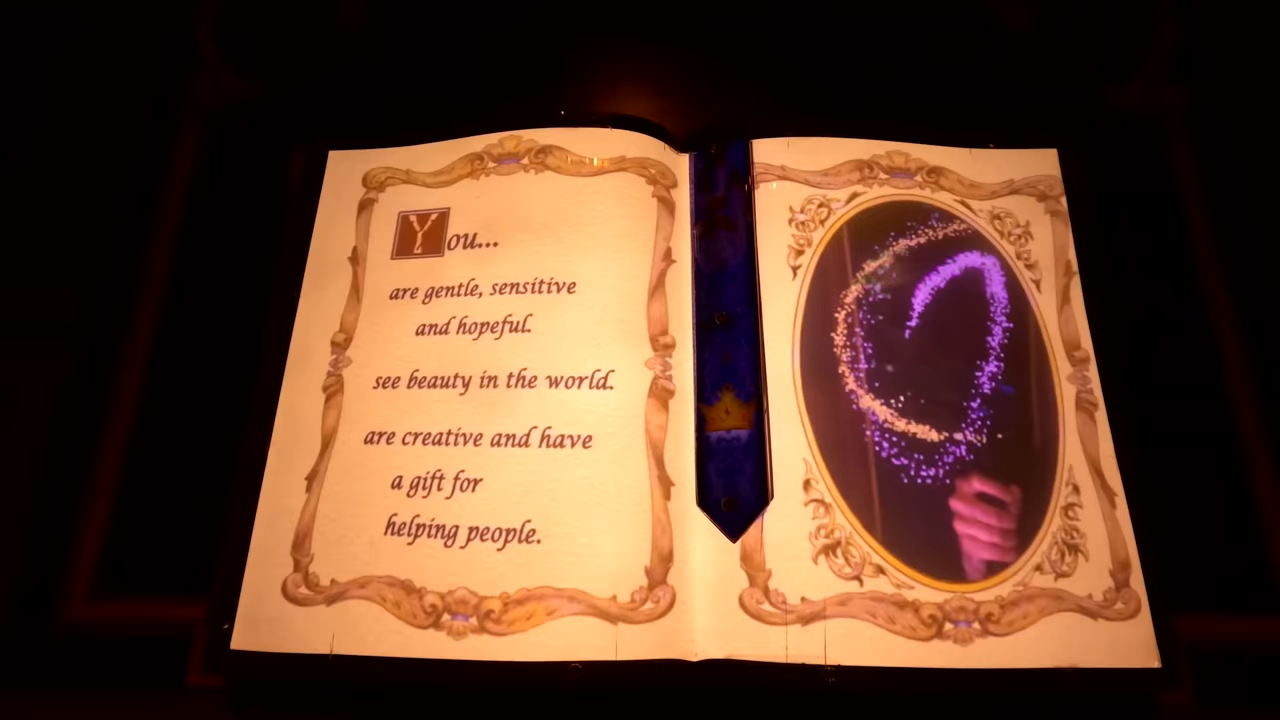 You...
are gentle, sensitive
and hopeful.
see beauty in the world.
are creative and have
a gift for
helping people.